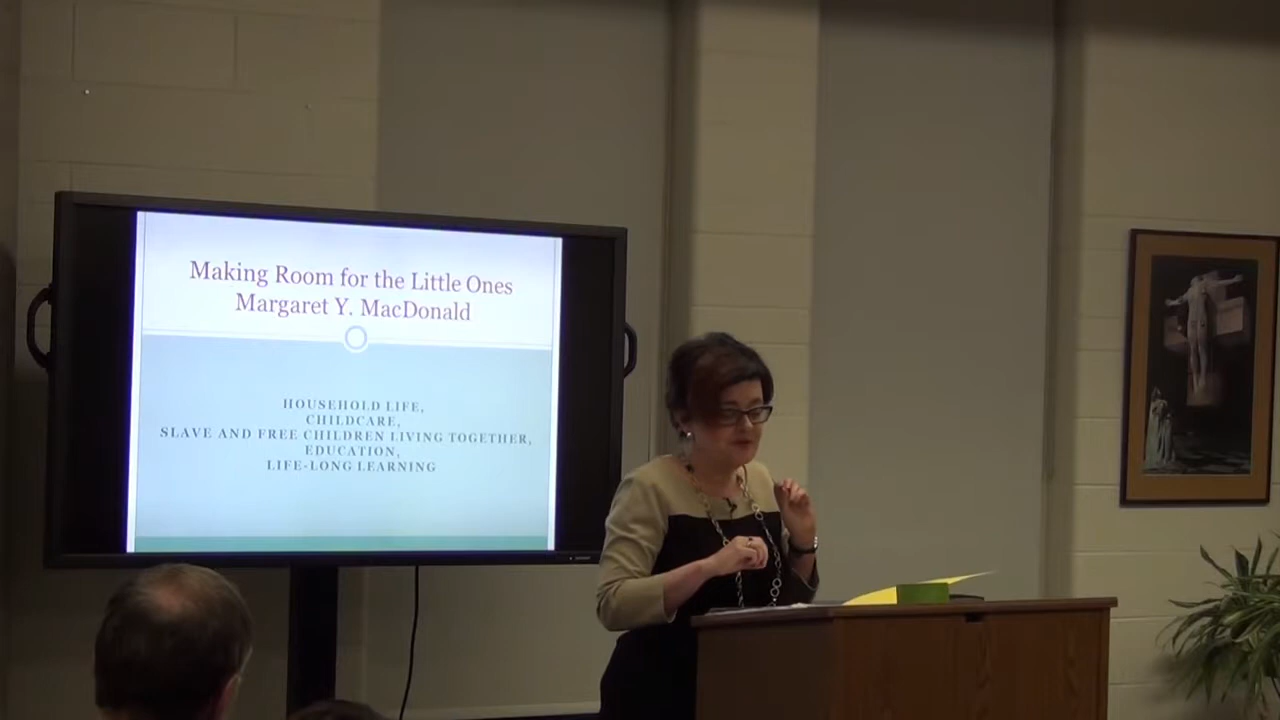 Making Room for the Little Ones
Margaret Y. MacDonald
HOUSEHOLD LIFE,
CHILDCARE,
SLAVE AND FREE CHILDREN LIVING TOGETHER,
EDUCATION,
LIFE-LONG LEARNING